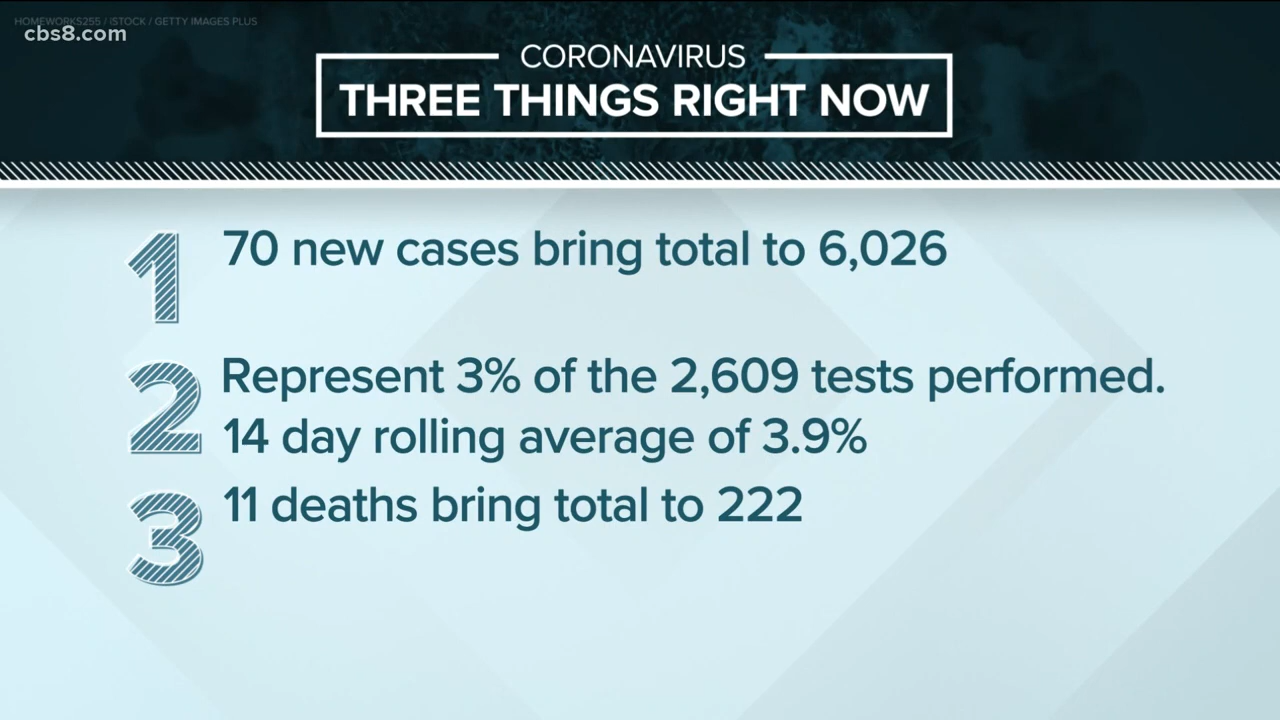 HOMEWORKS255 / ISTOCK / GETTY IMAGES PLUS
cbs8.com
CORONAVIRUS
THREE THINGS RIGHT NOW
1 70 new cases bring total to 6,026
2 Represent 3% of the 2,609 tests performed.
14 day rolling average of 3.9%
3 11 deaths bring total to 222